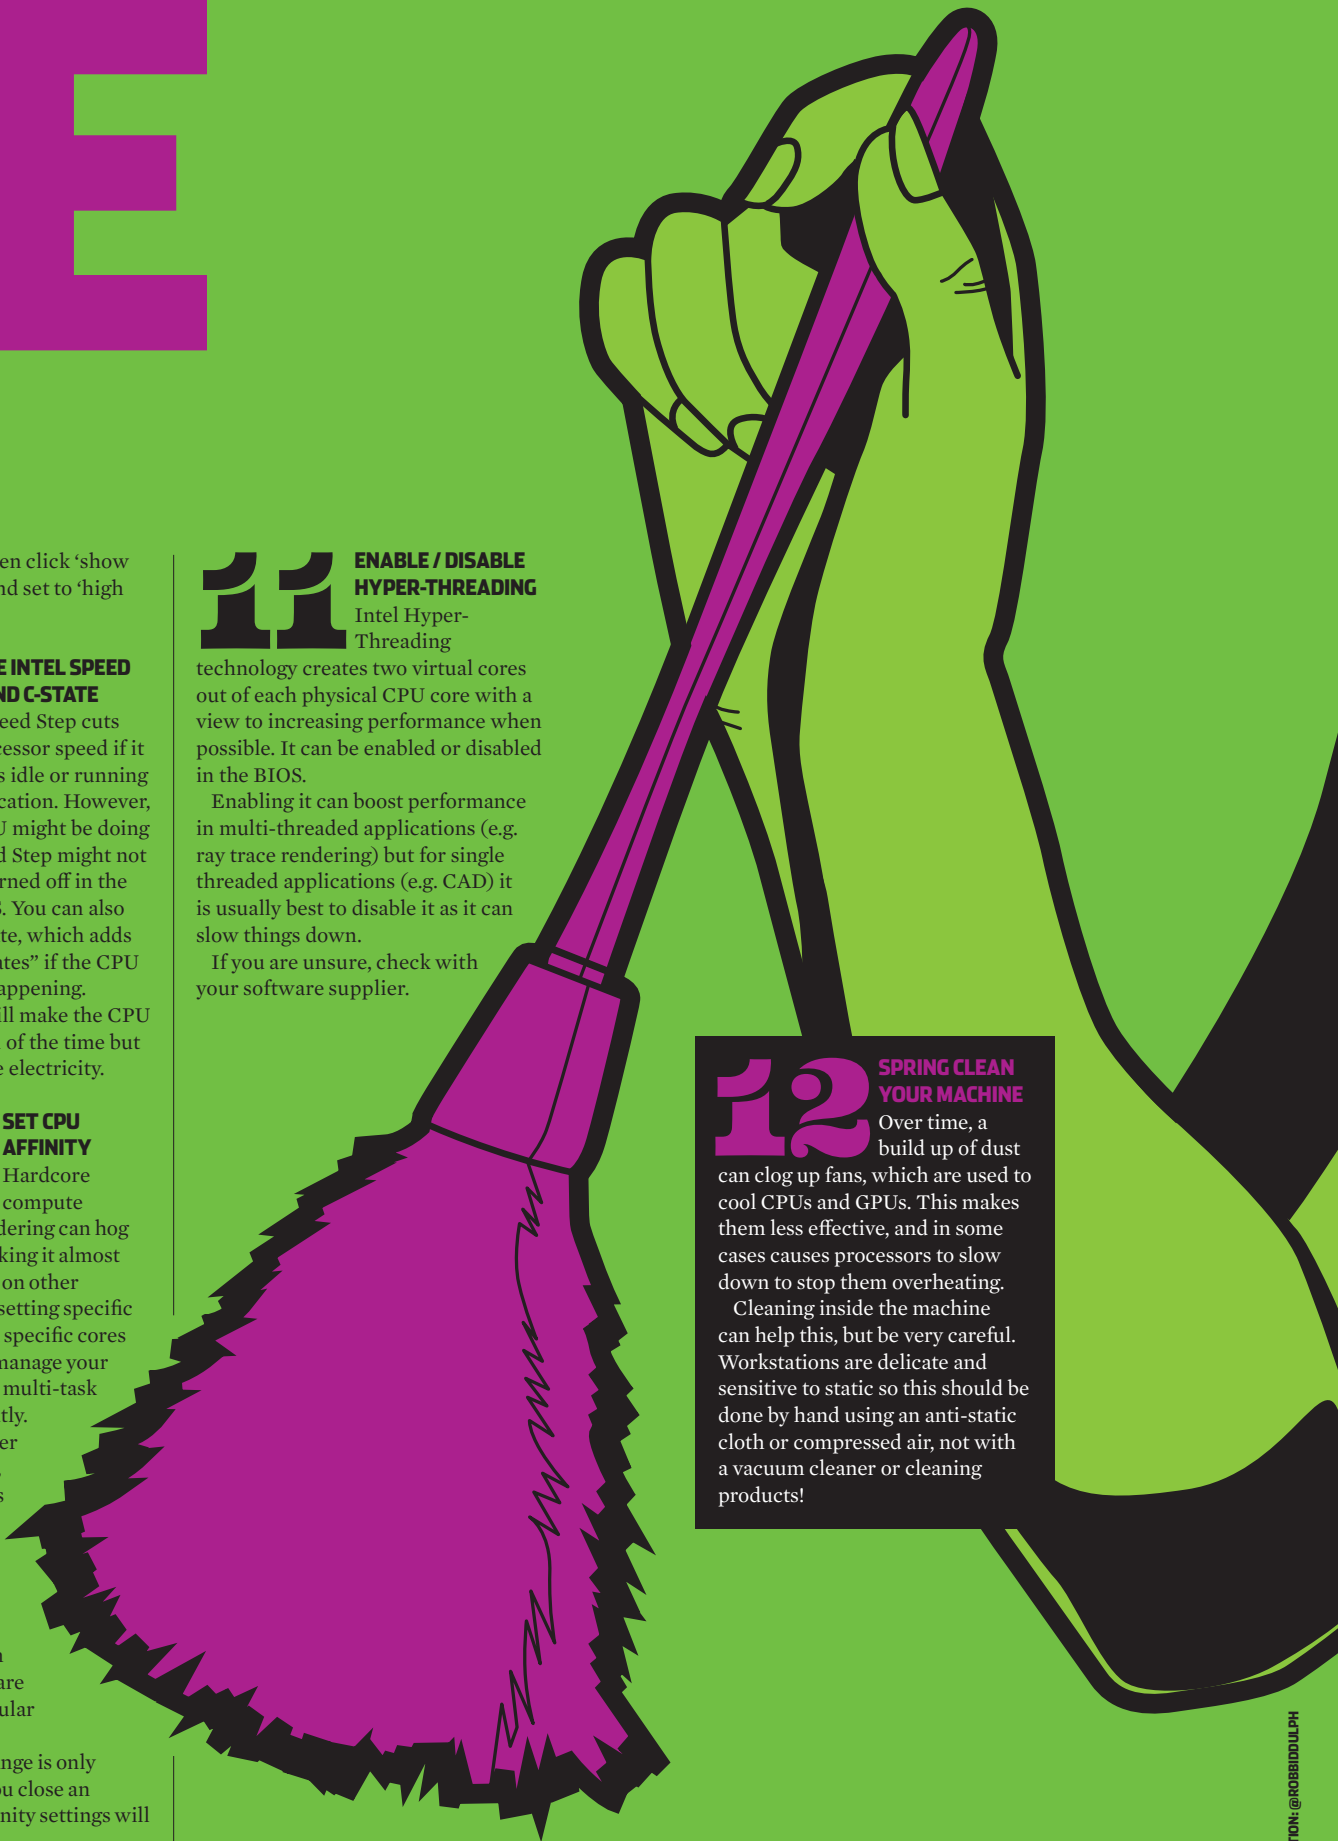 E
en click ‘show
nd set to ‘high
E INTEL SPEED
ND C-STATE
eed Step cuts
cessor speed if it
s idle or running
cation. However,
U might be doing
d Step might not
rned off in the
S. You can also
te, which adds
ates” if the CPU
appening.
ill make the CPU
of the time but
e electricity.
SET CPU
AFFINITY
Hardcore
compute
dering can hog
king it almost
on other
setting specific
specific cores
manage your
multi-task
tly.
er
s
n
are
ular
nge is only
ou close an
nity settings will
11 ENABLE / DISABLE
HYPER-THREADING
Intel Hyper-
Threading
technology creates two virtual cores
out of each physical CPU core with a
view to increasing performance when
possible. It can be enabled or disabled
in the BIOS.
Enabling it can boost performance
in multi-threaded applications (e.g.
ray trace rendering) but for single
threaded applications (e.g. CAD) it
is usually best to disable it as it can
slow things down.
If you are unsure, check with
your software supplier.
12 SPRING CLEAN
YOUR MACHINE
Over time, a
build up of dust
can clog up fans, which are used to
cool CPUs and GPUs. This makes
them less effective, and in some
cases causes processors to slow
down to stop them overheating.
Cleaning inside the machine
can help this, but be very careful.
Workstations are delicate and
sensitive to static so this should be
done by hand using an anti-static
cloth or compressed air, not with
a vacuum cleaner or cleaning
products!
TION: @ROBBIDDULPH